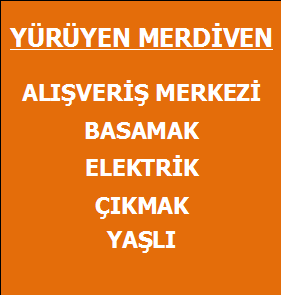 YÜRÜYEN MERDİVEN
ALIŞVERİŞ MERKEZİ
BASAMAK
ELEKTRİK
ÇIKMAK
YAŞLI